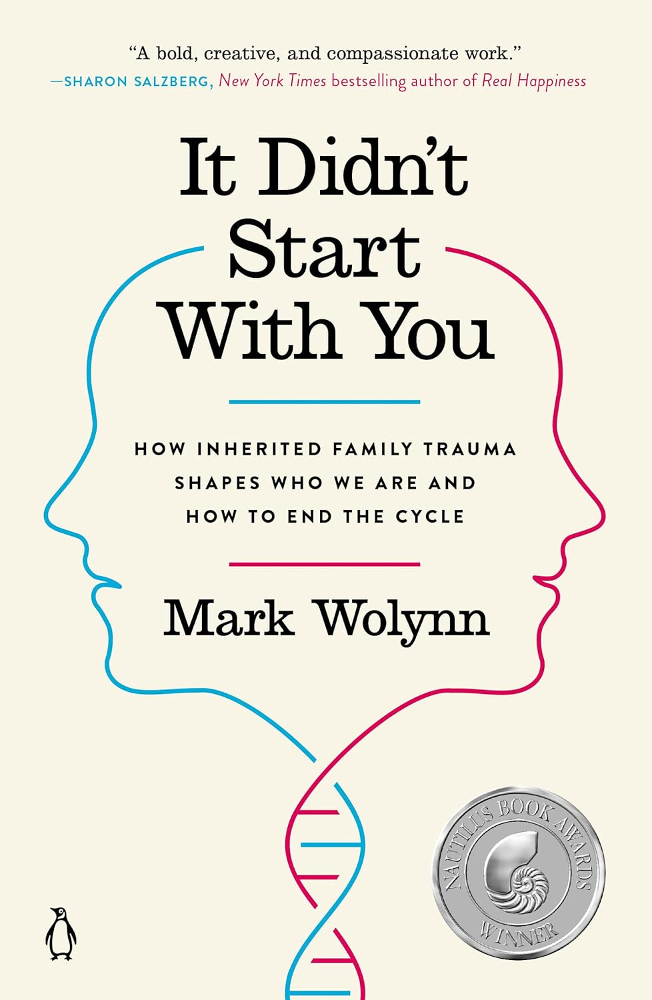 “A bold, creative, and compassionate work.”
—SHARON SALZBERG, New York Times bestselling author of Real Happiness
It Didn’t
Start
With You
HOW INHERITED FAMILY TRAUMA
SHAPES WHO WE ARE AND
HOW TO END THE CYCLE
Mark Wolynn
NAUTILUS BOOK AWARDS
WINNER